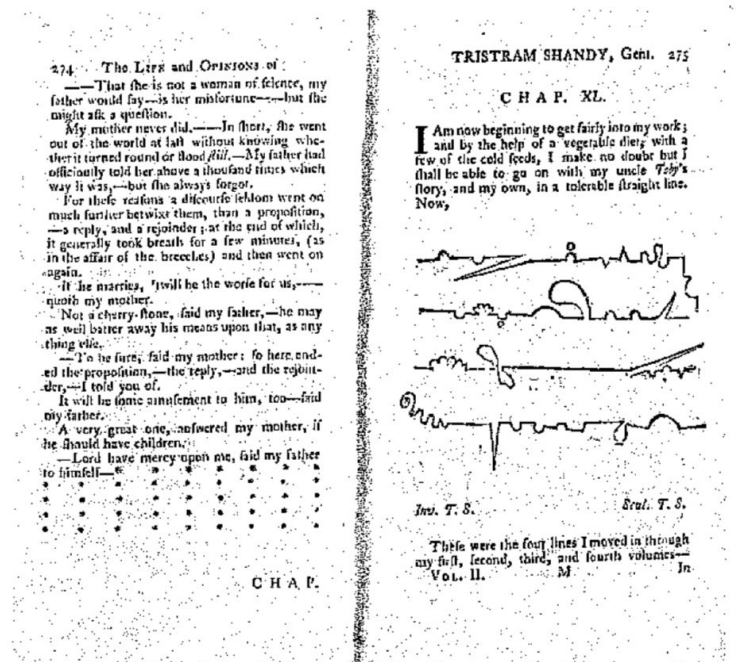 274 The LIFE and OPINIONS of
——That ſhe is not a woman of ſcience, my
father would ſay—is her misfortune——but ſhe
might aſk a queſtion.
My mother never did.——In ſhort, ſhe went
out of the world at laſt without knowing whe-
ther it turned round or ſtood ſtill.—My father had
officiouſly told her above a thouſand times which
way it was,—but ſhe always forgot.
For theſe reaſons a diſcourſe ſeldom went on
much further betwixt them, than a propoſition,
—a reply, and a rejoinder; at the end of which,
it generally took breath for a few minutes, (as
in the affair of the breeches) and then went on
again.
If he marries, 'twill be the worſe for us,——
quoth my mother.
Not a cherry-ſtone, ſaid my father,—he may
as well batter away his means upon that, as any
thing elſe.
—To be ſure, ſaid my mother: ſo here end-
ed the propoſition,—the reply,—and the rejoin-
der,—I told you of.
It will be ſome amuſement to him, too—ſaid
my father.
A very great one, anſwered my mother, if
he ſhould have children.
—Lord have mercy upon me, ſaid my father
to himſelf—* * * * * *
* * * * * * * *
* * * * * * * *
* * * * * * * *
* * * * * * * *
CHAP.
TRISTRAM SHANDY, Gent. 275
CHAP. XL.
I Am now beginning to get fairly into my work;
and by the help of a vegetable diet, with a
few of the cold ſeeds, I make no doubt but I
ſhall be able to go on with my uncle Toby's
ſtory, and my own, in a tolerable ſtraight line.
Now,
Inv. T. S. Scul. T. S.
Theſe were the four lines I moved in through
my firſt, ſecond, third, and fourth volumes—
VOL. II. M In